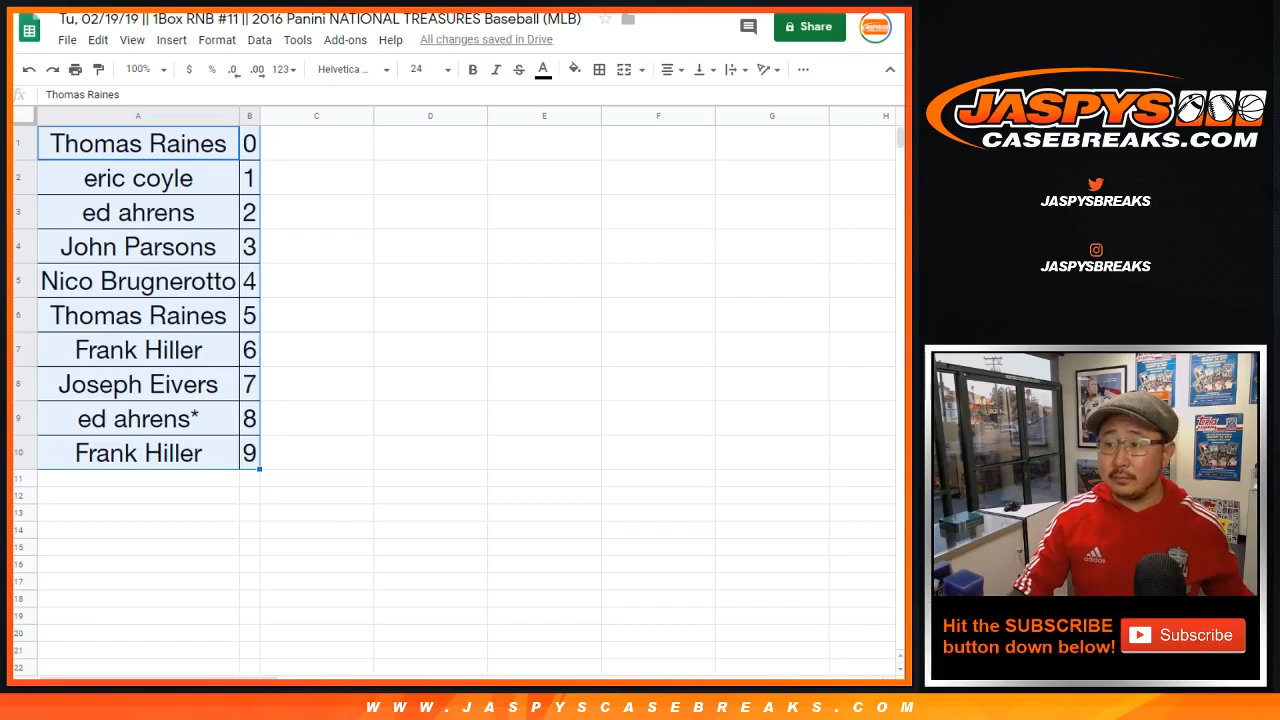 Tu, 02/19/19 || 1Box RNB #11 || 2016 Panini NATIONAL TREASURES Baseball (MLB)
File Edit View Insert Format Data Tools Add-ons Help All changes saved in Drive
Share
100% $ % .0 .00 123 Helvetica ... 24 B I S A
fx Thomas Raines
A B C D E F G H
1 Thomas Raines 0
2 eric coyle 1
3 ed ahrens 2
4 John Parsons 3
5 Nico Brugnerotto 4
6 Thomas Raines 5
7 Frank Hiller 6
8 Joseph Eivers 7
9 ed ahrens* 8
10 Frank Hiller 9
11
12
13
14
15
16
17
18
19
20
21
22
JASPYS
CASEBREAKS.COM
JASPYSBREAKS
JASPYSBREAKS
adidas
Hit the SUBSCRIBE
button down below!
Subscribe
WWW.JASPYSCASEBREAKS.COM